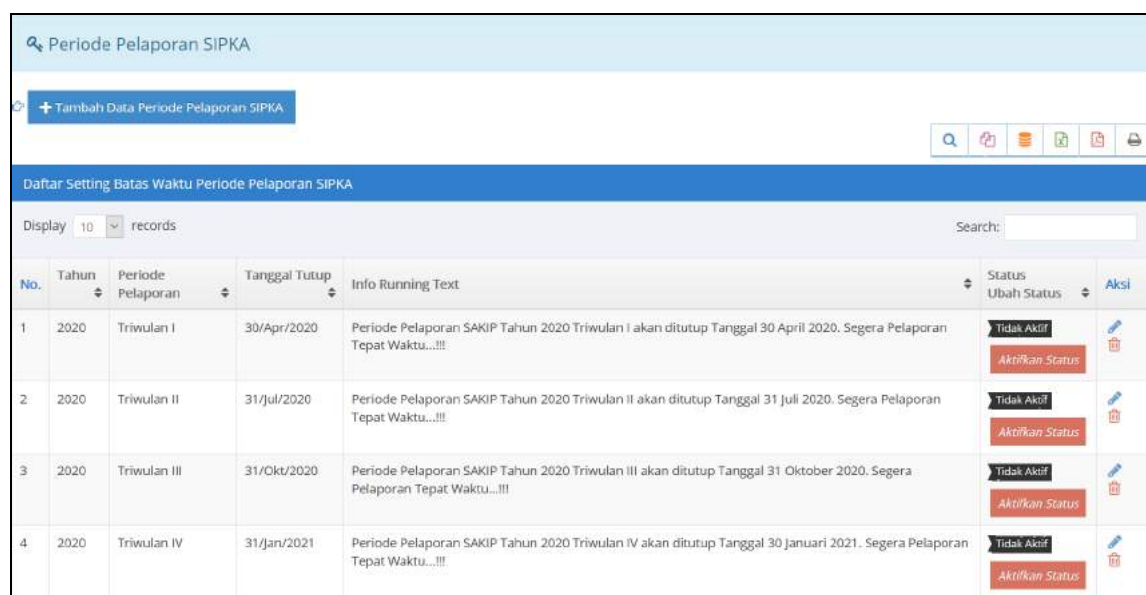 Periode Pelaporan SIPKA
+ Tambah Data Periode Pelaporan SIPKA
Daftar Setting Batas Waktu Periode Pelaporan SIPKA
Display 10 records Search:
No. Tahun Periode Pelaporan Tanggal Tutup Info Running Text Status Ubah Status Aksi
1 2020 Triwulan I 30/Apr/2020 Periode Pelaporan SAKIP Tahun 2020 Triwulan I akan ditutup Tanggal 30 April 2020. Segera Pelaporan Tidak Aktif
Tepat Waktu...!!! Aktifkan Status
2 2020 Triwulan II 31/Jul/2020 Periode Pelaporan SAKIP Tahun 2020 Triwulan II akan ditutup Tanggal 31 Juli 2020. Segera Pelaporan Tidak Aktif
Tepat Waktu...!!! Aktifkan Status
3 2020 Triwulan III 31/Okt/2020 Periode Pelaporan SAKIP Tahun 2020 Triwulan III akan ditutup Tanggal 31 Oktober 2020. Segera Tidak Aktif
Pelaporan Tepat Waktu...!!! Aktifkan Status
4 2020 Triwulan IV 31/Jan/2021 Periode Pelaporan SAKIP Tahun 2020 Triwulan IV akan ditutup Tanggal 30 Januari 2021. Segera Pelaporan Tidak Aktif
Tepat Waktu...!!! Aktifkan Status